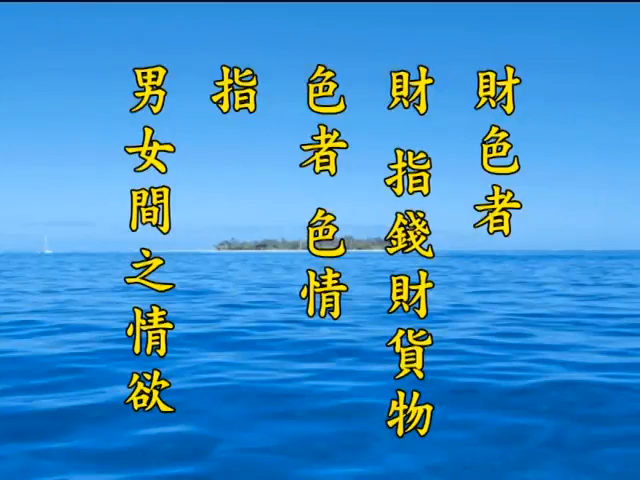 財色者
財 指錢財貨物
色者 色情
指
男女間之情欲